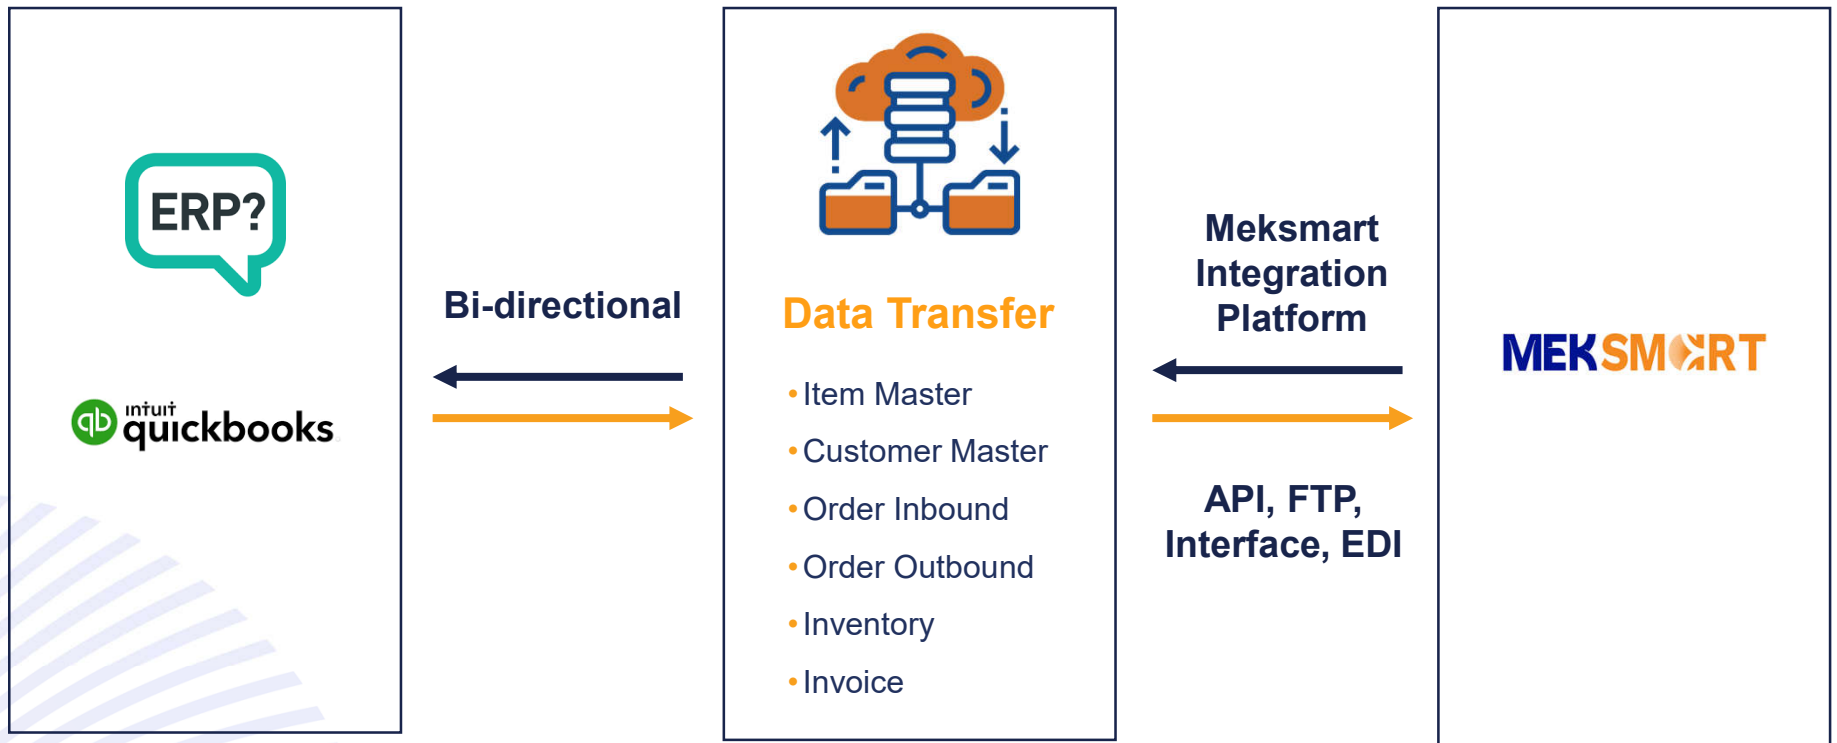 ERP?
intuit
qb quickbooks
Bi-directional
Data Transfer
• Item Master
• Customer Master
• Order Inbound
• Order Outbound
• Inventory
• Invoice
Meksmart
Integration
Platform
API, FTP,
Interface, EDI
MEKSMART